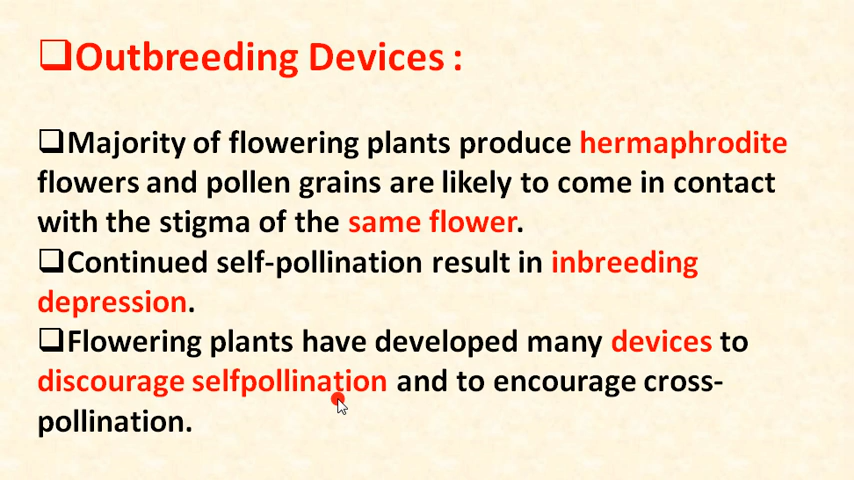 ❑Outbreeding Devices :
❑Majority of flowering plants produce hermaphrodite
flowers and pollen grains are likely to come in contact
with the stigma of the same flower.
❑Continued self-pollination result in inbreeding
depression.
❑Flowering plants have developed many devices to
discourage selfpollination and to encourage cross-
pollination.